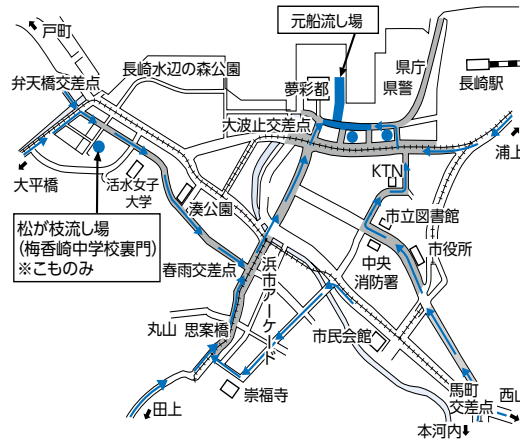 元船流し場
戸町
弁天橋交差点
長崎水辺の森公園
夢彩都
県庁
県警
長崎駅
大波止交差点
浦上
大平橋
活水女子
大学
湊公園
KTN
市立図書館
市役所
松が枝流し場
(梅香崎中学校裏門)
※こものみ
春雨交差点
浜市アーケード
中央
消防署
丸山
思案橋
市民会館
崇福寺
田上
馬町
交差点
西山
本河内